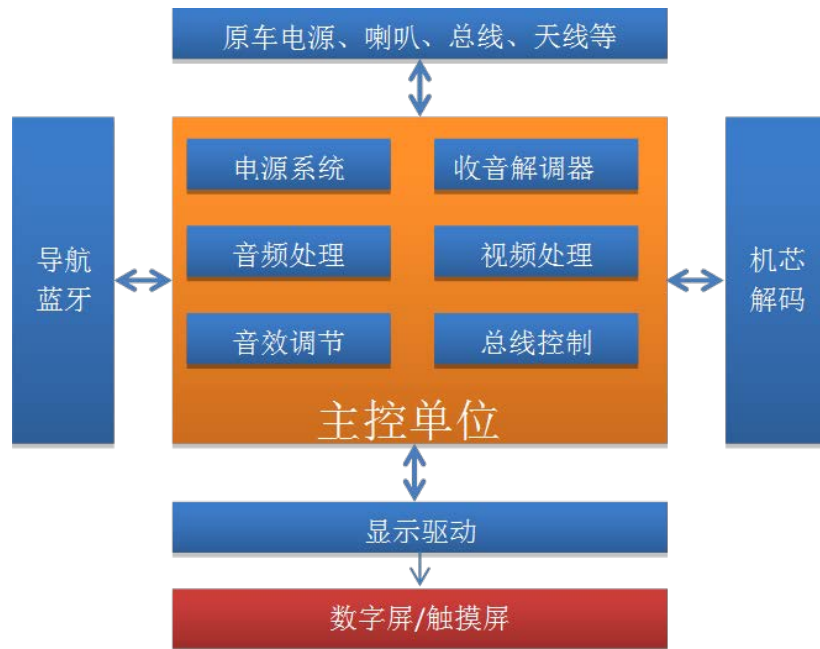 原车电源、喇叭、总线、天线等
电源系统
收音解调器
导航
蓝牙
音频处理
视频处理
机芯
解码
音效调节
总线控制
主控单位
显示驱动
数字屏/触摸屏